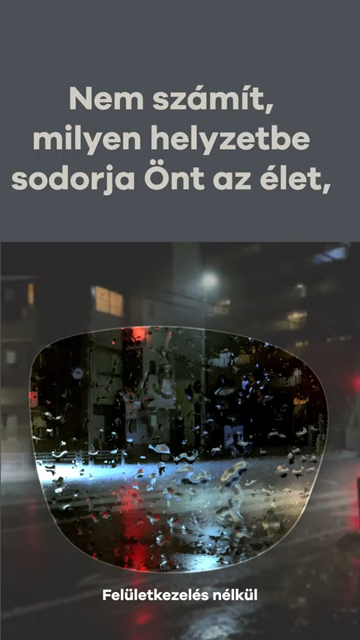 Nem számít,
milyen helyzetbe
sodorja Önt az élet,
Felületkezelés nélkül